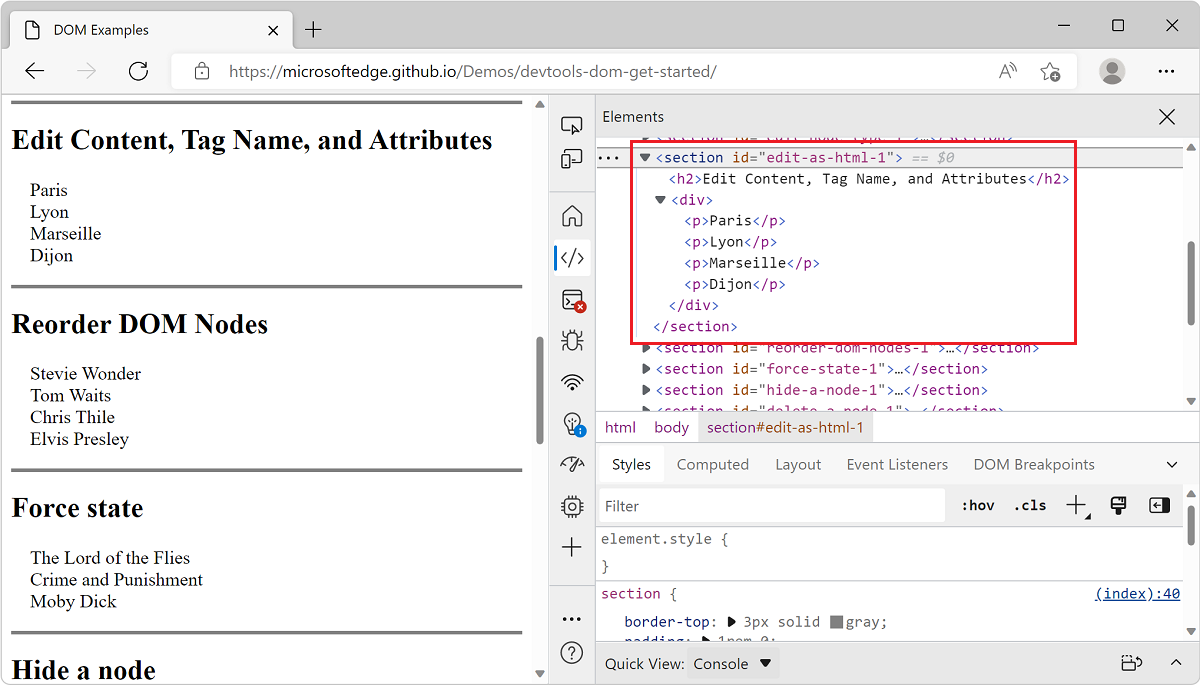 DOM Examples
https://microsoftedge.github.io/Demos/devtools-dom-get-started/
Edit Content, Tag Name, and Attributes
Paris
Lyon
Marseille
Dijon
Reorder DOM Nodes
Stevie Wonder
Tom Waits
Chris Thile
Elvis Presley
Force state
The Lord of the Flies
Crime and Punishment
Moby Dick
Hide a node
Elements
<section id="edit-as-html-1"> == $0
<h2>Edit Content, Tag Name, and Attributes</h2>
<div>
<p>Paris</p>
<p>Lyon</p>
<p>Marseille</p>
<p>Dijon</p>
</div>
</section>
<section id="reorder-dom-nodes-1">…</section>
<section id="force-state-1">…</section>
<section id="hide-a-node-1">…</section>
<section id="delete-a-node-1">…</section>
html body section#edit-as-html-1
Styles Computed Layout Event Listeners DOM Breakpoints
Filter :hov .cls
element.style {
}
section { (index):40
border-top: 3px solid gray;
padding: 1rem 0;
Quick View: Console